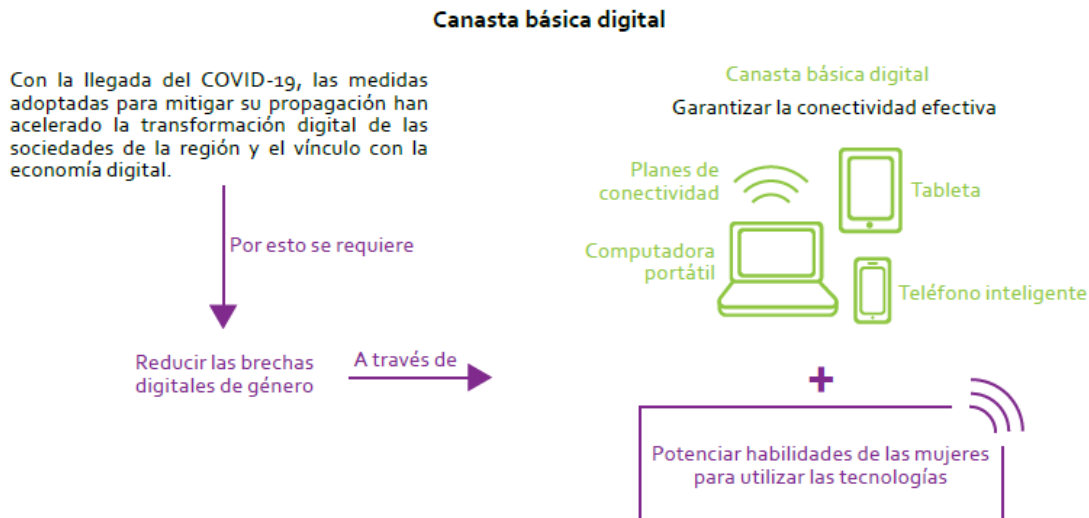 Canasta básica digital
Con la llegada del COVID-19, las medidas
adoptadas para mitigar su propagación han
acelerado la transformación digital de las
sociedades de la región y el vínculo con la
economía digital.
Por esto se requiere
Reducir las brechas
digitales de género
A través de
Canasta básica digital
Garantizar la conectividad efectiva
Planes de
conectividad
Tableta
Computadora
portátil
Teléfono inteligente
+
Potenciar habilidades de las mujeres
para utilizar las tecnologías